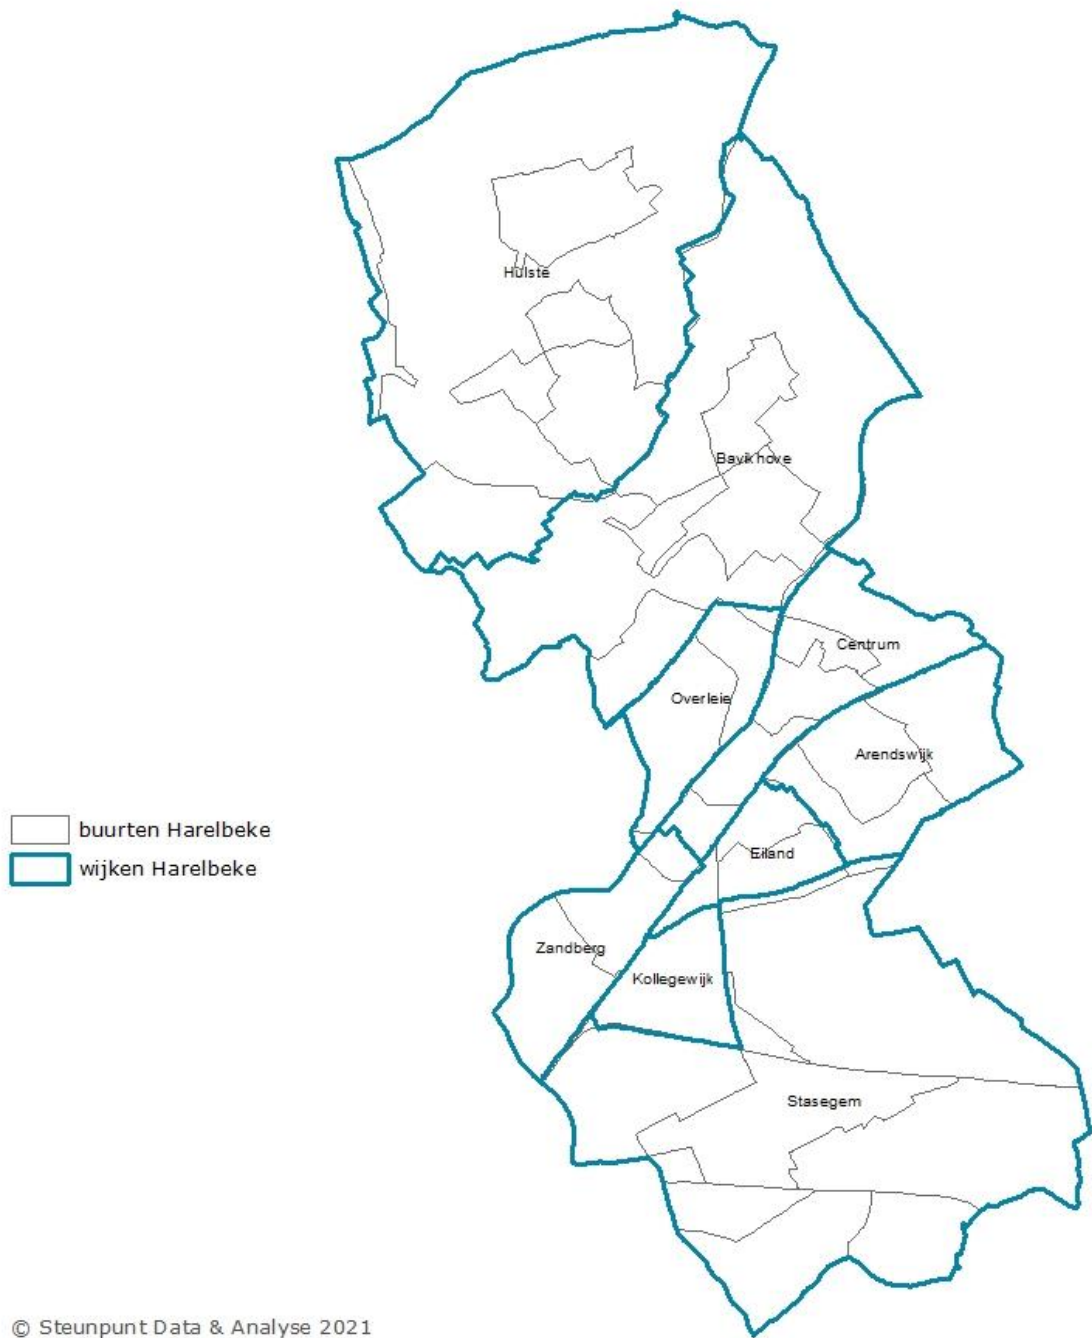 Hulste
Bavikhove
Centrum
Overleie
Arendswijk
buurten Harelbeke
Eiland
wijken Harelbeke
Zandberg
Kollegewijk
Stasegem
© Steunpunt Data & Analyse 2021